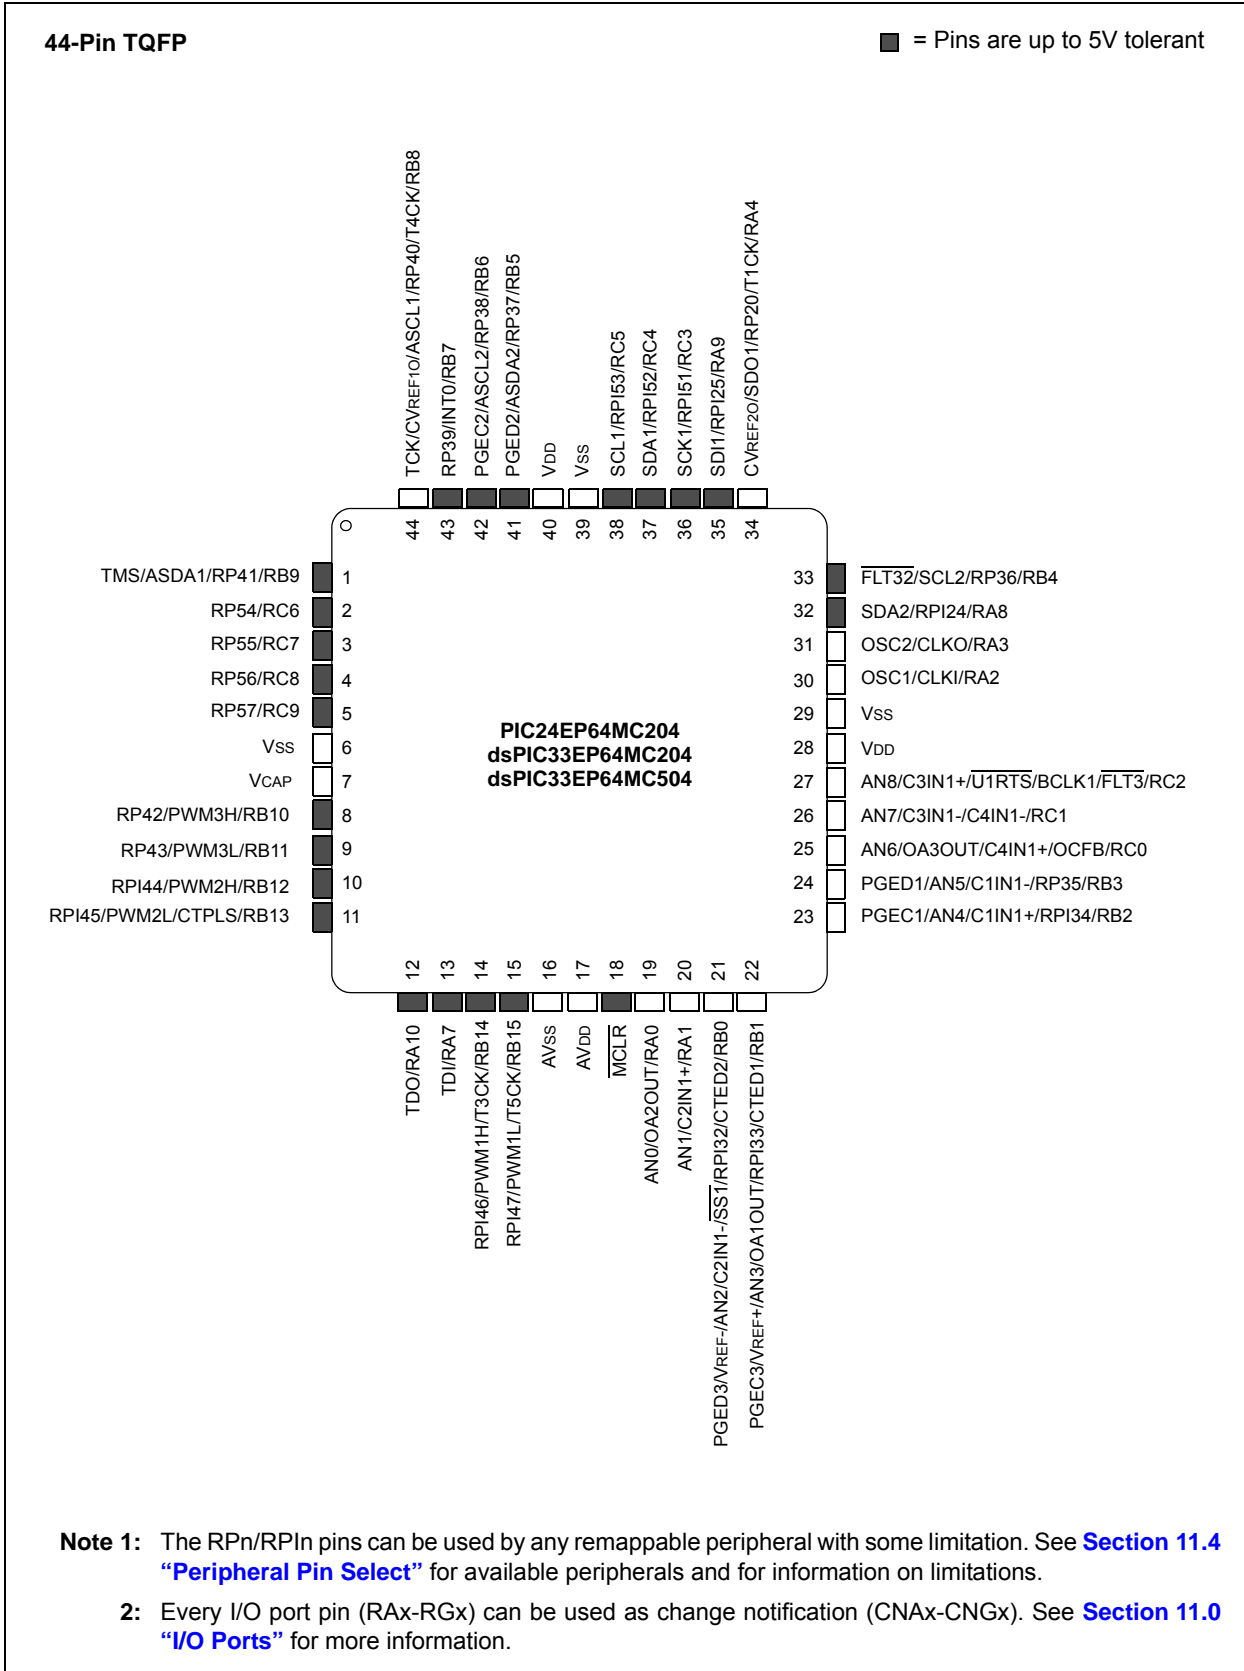 44-Pin TQFP
= Pins are up to 5V tolerant
TCK/CVREF1O/ASCL1/RP40/T4CK/RB8
RP39/INT0/RB7
PGEC2/ASCL2/RP38/RB6
PGED2/ASDA2/RP37/RB5
VDD
VSS
SCL1/RPI53/RC5
SDA1/RPI52/RC4
SCK1/RPI51/RC3
SDI1/RPI25/RA9
CVREF2O/SDO1/RP20/T1CK/RA4
44 43 42 41 40 39 38 37 36 35 34
TMS/ASDA1/RP41/RB9 1
RP54/RC6 2
RP55/RC7 3
RP56/RC8 4
RP57/RC9 5
VSS 6
VCAP 7
RP42/PWM3H/RB10 8
RP43/PWM3L/RB11 9
RPI44/PWM2H/RB12 10
RPI45/PWM2L/CTPLS/RB13 11
PIC24EP64MC204
dsPIC33EP64MC204
dsPIC33EP64MC504
33 FLT32/SCL2/RP36/RB4
32 SDA2/RPI24/RA8
31 OSC2/CLKO/RA3
30 OSC1/CLKI/RA2
29 VSS
28 VDD
27 AN8/C3IN1+/U1RTS/BCLK1/FLT3/RC2
26 AN7/C3IN1-/C4IN1-/RC1
25 AN6/OA3OUT/C4IN1+/OCFB/RC0
24 PGED1/AN5/C1IN1-/RP35/RB3
23 PGEC1/AN4/C1IN1+/RPI34/RB2
12 13 14 15 16 17 18 19 20 21 22
TDO/RA10
TDI/RA7
RPI46/PWM1H/T3CK/RB14
RPI47/PWM1L/T5CK/RB15
AVSS
AVDD
MCLR
AN0/OA2OUT/RA0
AN1/C2IN1+/RA1
PGED3/VREF-/AN2/C2IN1-/SS1/RPI32/CTED2/RB0
PGEC3/VREF+/AN3/OA1OUT/RPI33/CTED1/RB1
Note 1: The RPn/RPIn pins can be used by any remappable peripheral with some limitation. See Section 11.4
“Peripheral Pin Select” for available peripherals and for information on limitations.
2: Every I/O port pin (RAx-RGx) can be used as change notification (CNAx-CNGx). See Section 11.0
“I/O Ports” for more information.